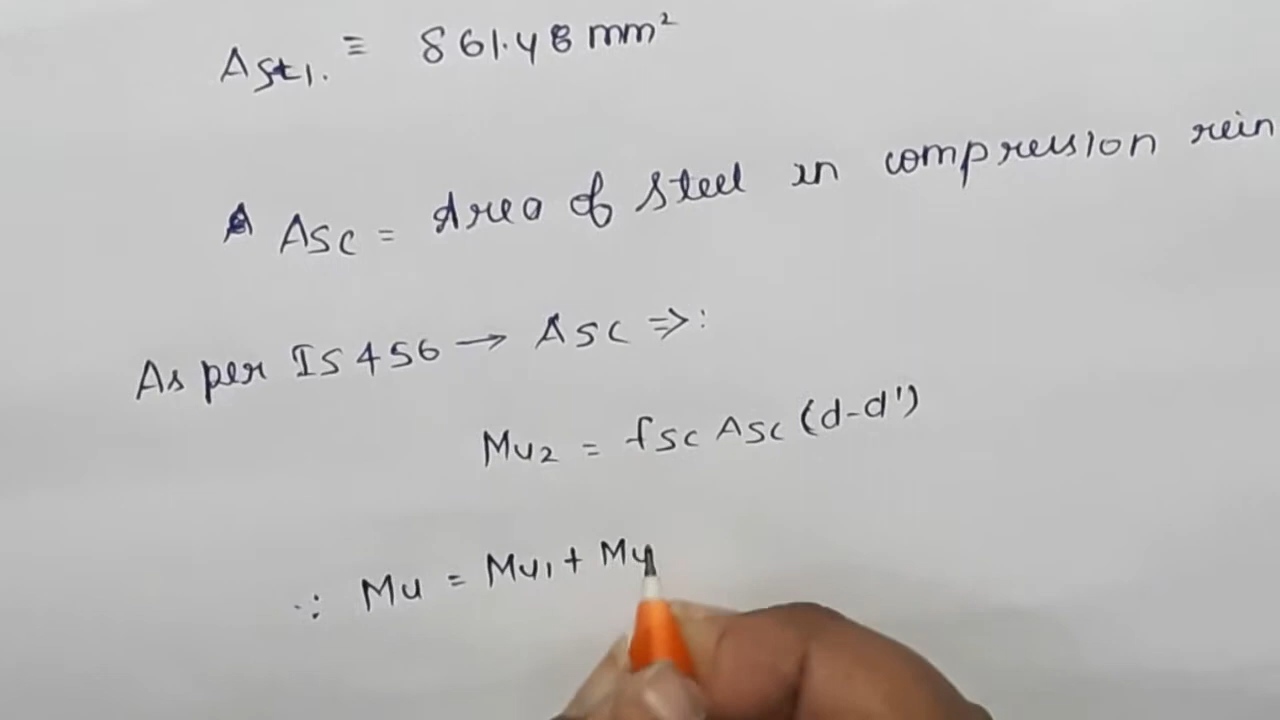 Ast1. = 861.48 mm²
Asc = Area of steel in compression rein
As per IS 456 → Asc ⇒:
Mu2 = fsc Asc (d-d')
∵ Mu = Mu1 + Mu